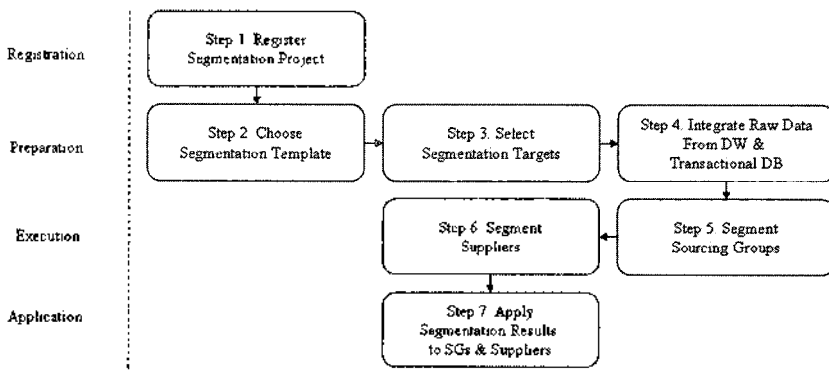 Registration
Step 1 Register
Segmentation Project
Preparation
Step 2 Choose
Segmentation Template
Step 3. Select
Segmentation Targets
Step 4. Integrate Raw Data
From DW &
Transactional DB
Execution
Step 6 Segment
Suppliers
Step 5. Segment
Sourcing Groups
Application
Step 7 Apply
Segmentation Results
to SGs & Suppliers